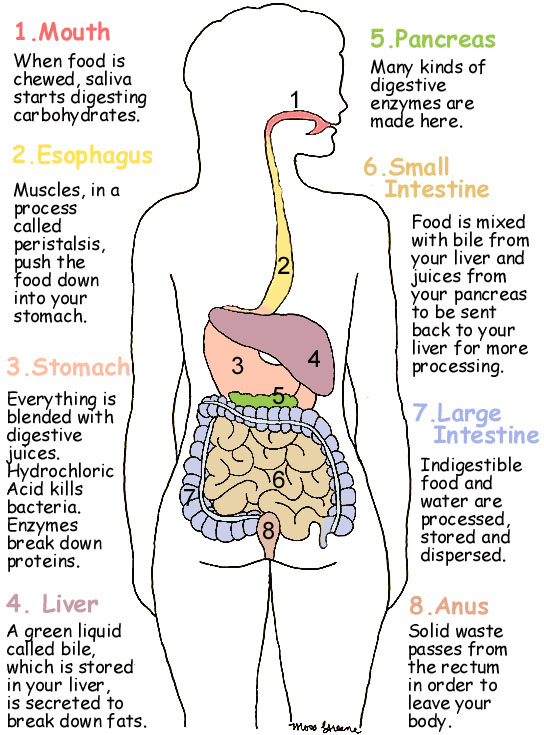 1.Mouth
When food is
chewed, saliva
starts digesting
carbohydrates.
2.Esophagus
Muscles, in a
process
called
peristalsis,
push the
food down
into your
stomach.
3.Stomach
Everything is
blended with
digestive
juices.
Hydrochloric
Acid kills
bacteria.
Enzymes
break down
proteins.
4. Liver
A green liquid
called bile,
which is stored
in your liver,
is secreted to
break down fats.
1
2
3
4
5
6
7
8
5.Pancreas
Many kinds of
digestive
enzymes are
made here.
6.Small
Intestine
Food is mixed
with bile from
your liver and
juices from
your pancreas
to be sent
back to your
liver for more
processing.
7.Large
Intestine
Indigestible
food and
water are
processed,
stored and
dispersed.
8.Anus
Solid waste
passes from
the rectum
in order to
leave your
body.
Moss Greene